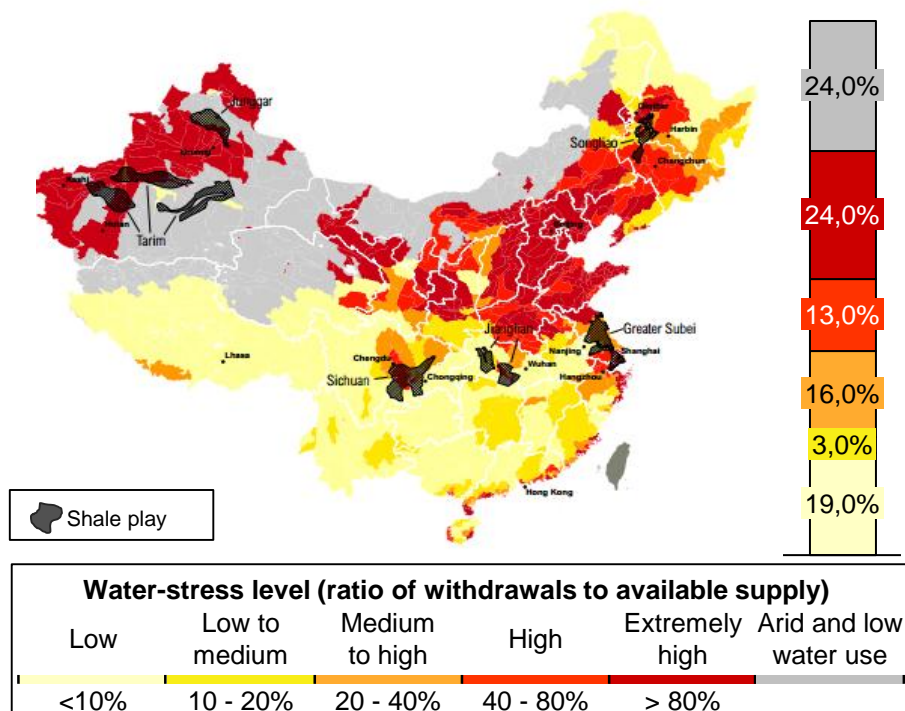 24,0%
24,0%
13,0%
16,0%
3,0%
19,0%
Junggar
Kashi
Tarim
Songliao
Harbin
Changchun
Greater Subei
Jianghan
Nanjing
Shanghai
Wuhan
Hangzhou
Chengdu
Sichuan
Chongqing
Lhasa
Hong Kong
Shale play
Water-stress level (ratio of withdrawals to available supply)
Low
Low to
medium
Medium
to high
High
Extremely
high
Arid and low
water use
<10%
10 - 20%
20 - 40%
40 - 80%
> 80%